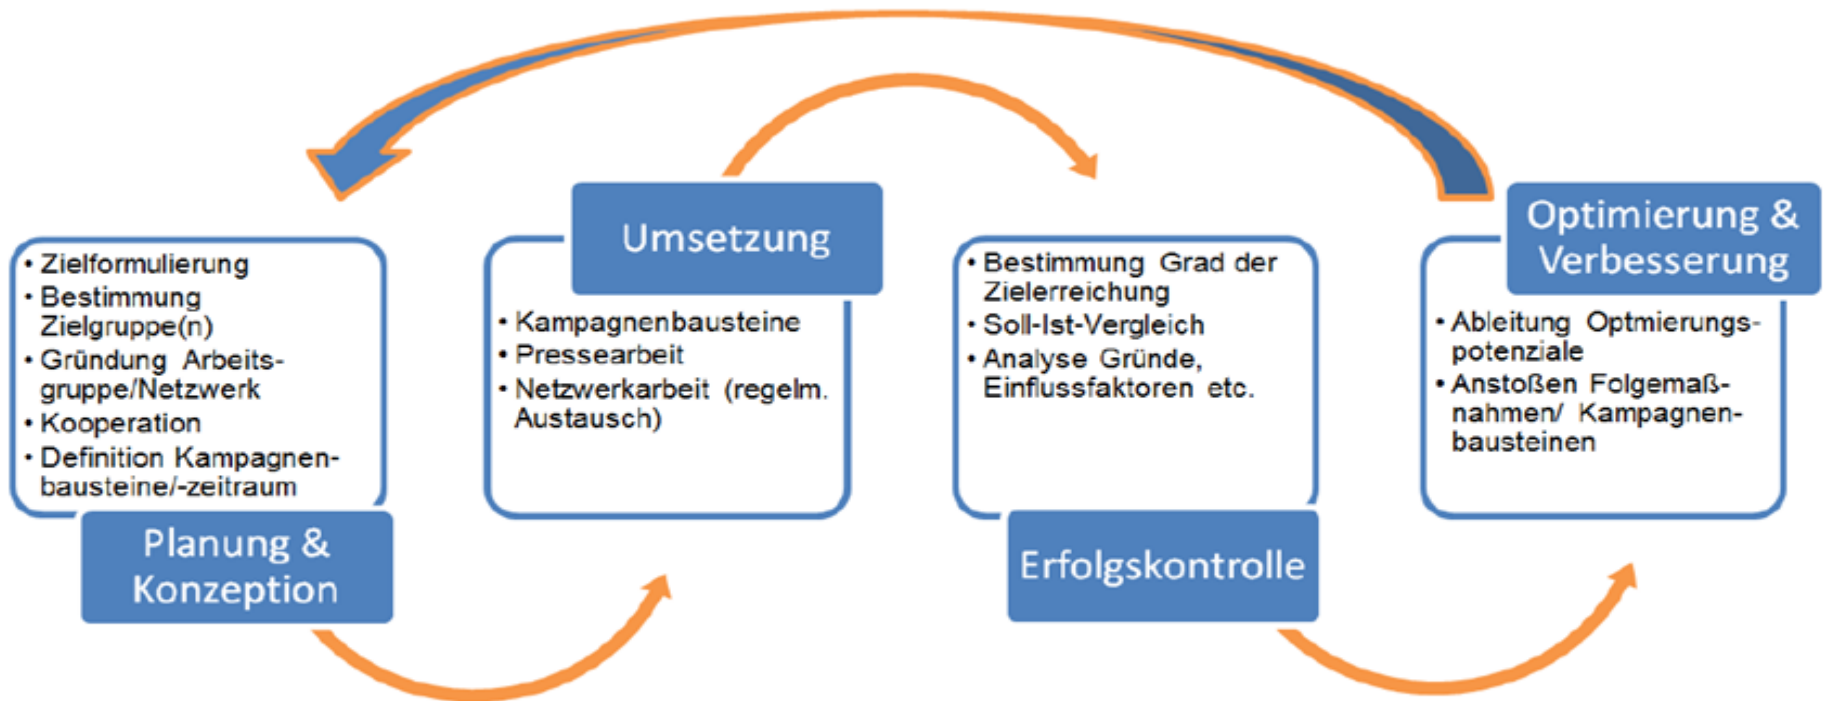 • Zielformulierung
• Bestimmung
Zielgruppe(n)
• Gründung Arbeits-
gruppe/Netzwerk
• Kooperation
• Definition Kampagnen-
bausteine/-zeitraum
Planung &
Konzeption
Umsetzung
• Kampagnenbausteine
• Pressearbeit
• Netzwerkarbeit (regelm.
Austausch)
• Bestimmung Grad der
Zielerreichung
• Soll-Ist-Vergleich
• Analyse Gründe,
Einflussfaktoren etc.
Erfolgskontrolle
Optimierung &
Verbesserung
• Ableitung Optmierungs-
potenziale
• Anstoßen Folgemaß-
nahmen/ Kampagnen-
bausteinen